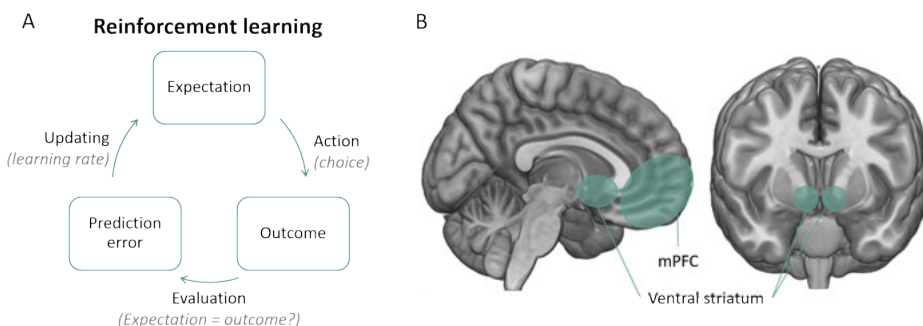 A
Reinforcement learning
Expectation
Updating
(learning rate)
Action
(choice)
Prediction
error
Outcome
Evaluation
(Expectation = outcome?)
B
mPFC
Ventral striatum